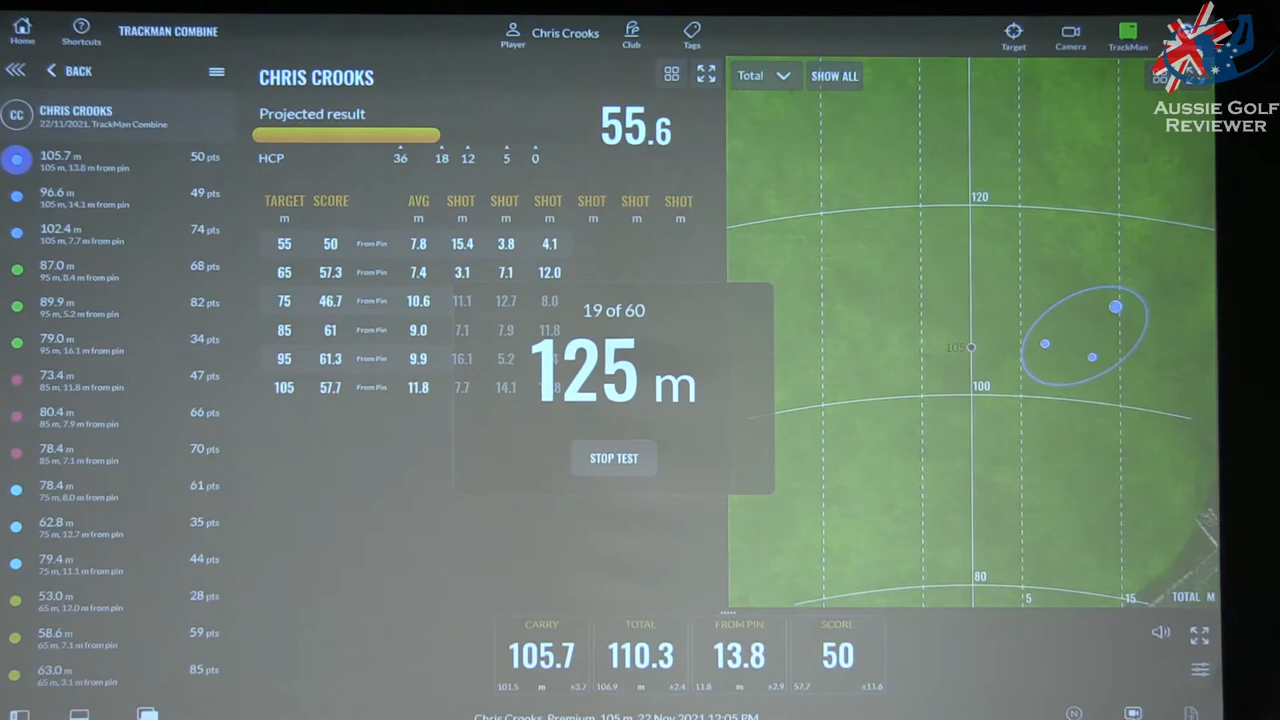 Home
Shortcuts
TRACKMAN COMBINE
Player
Chris Crooks
Club
Tags
Target
Camera
TrackMan
AUSSIE GOLF
REVIEWER
BACK
CC
CHRIS CROOKS
22/11/2021, TrackMan Combine
105.7 m 50 pts
105 m, 13.8 m from pin
96.6 m 49 pts
105 m, 14.1 m from pin
102.4 m 74 pts
105 m, 7.7 m from pin
87.0 m 68 pts
95 m, 8.4 m from pin
89.9 m 82 pts
95 m, 5.2 m from pin
79.0 m 34 pts
95 m, 16.1 m from pin
73.4 m 47 pts
85 m, 11.8 m from pin
80.4 m 66 pts
85 m, 7.9 m from pin
78.4 m 70 pts
85 m, 7.1 m from pin
78.4 m 61 pts
75 m, 8.0 m from pin
62.8 m 35 pts
75 m, 12.7 m from pin
79.4 m 44 pts
75 m, 11.1 m from pin
53.0 m 28 pts
65 m, 12.0 m from pin
58.6 m 59 pts
65 m, 7.1 m from pin
63.0 m 85 pts
65 m, 3.1 m from pin
CHRIS CROOKS
Projected result
55.6
HCP 36 18 12 5 0
TARGET SCORE AVG SHOT SHOT SHOT SHOT SHOT SHOT
m m m m m m m m
55 50 From Pin 7.8 15.4 3.8 4.1
65 57.3 From Pin 7.4 3.1 7.1 12.0
75 46.7 From Pin 10.6 11.1 12.7 8.0
85 61 From Pin 9.0 7.1 7.9 11.8
95 61.3 From Pin 9.9 16.1 5.2
105 57.7 From Pin 11.8 7.7 14.1
19 of 60
125 m
STOP TEST
Total
SHOW ALL
120
105
100
80
5
15
TOTAL M
CARRY TOTAL FROM PIN SCORE
105.7 110.3 13.8 50
101.5 m ±3.7 106.9 m ±2.4 11.8 m ±2.9 57.7 ±11.6
Chris Crooks, Premium, 105 m, 22 Nov 2021 12:05 PM
N